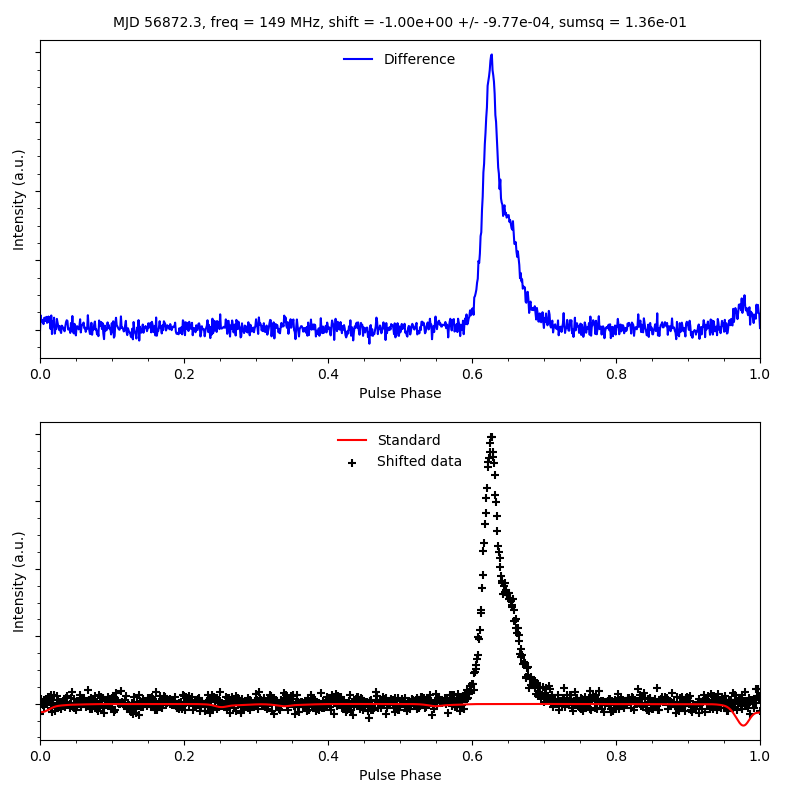 MJD 56872.3, freq = 149 MHz, shift = -1.00e+00 +/- -9.77e-04, sumsq = 1.36e-01
Difference
Intensity (a.u.)
0.0 0.2 0.4 0.6 0.8 1.0
Pulse Phase
Standard
Shifted data
Intensity (a.u.)
0.0 0.2 0.4 0.6 0.8 1.0
Pulse Phase